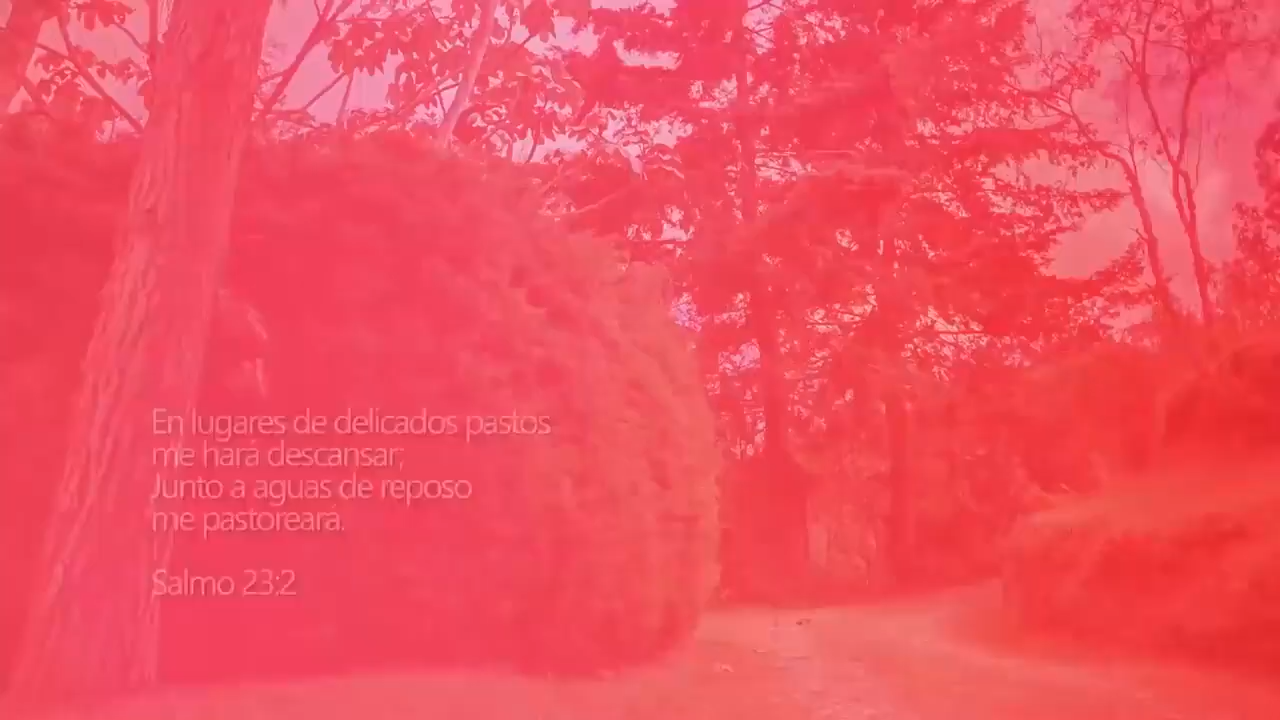 En lugares de delicados pastos
me hará descansar;
Junto a aguas de reposo
me pastoreará.
Salmo 23:2